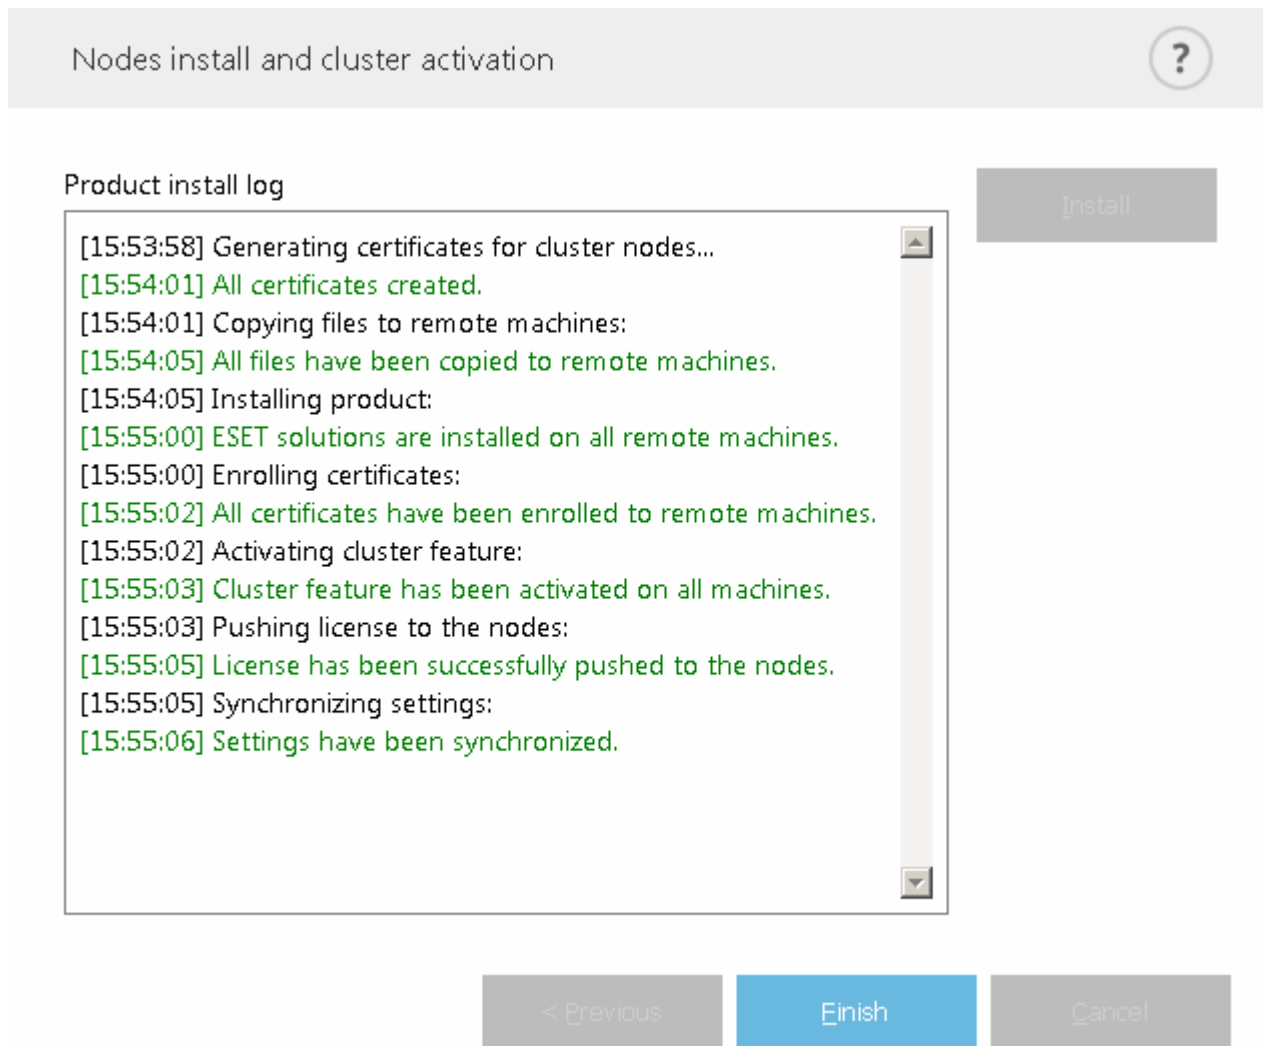 Nodes install and cluster activation
?
Product install log
Install
[15:53:58] Generating certificates for cluster nodes...
[15:54:01] All certificates created.
[15:54:01] Copying files to remote machines:
[15:54:05] All files have been copied to remote machines.
[15:54:05] Installing product:
[15:55:00] ESET solutions are installed on all remote machines.
[15:55:00] Enrolling certificates:
[15:55:02] All certificates have been enrolled to remote machines.
[15:55:02] Activating cluster feature:
[15:55:03] Cluster feature has been activated on all machines.
[15:55:03] Pushing license to the nodes:
[15:55:05] License has been successfully pushed to the nodes.
[15:55:05] Synchronizing settings:
[15:55:06] Settings have been synchronized.
< Previous
Finish
Cancel